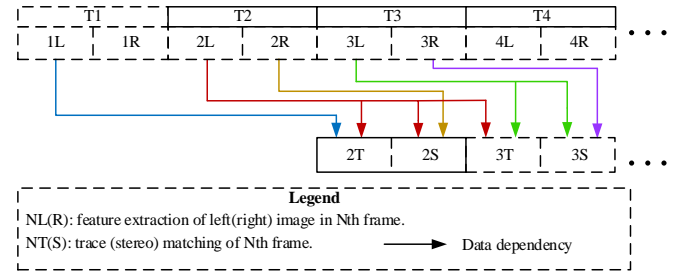 T1 T2 T3 T4
1L 1R 2L 2R 3L 3R 4L 4R ...
2T 2S 3T 3S ...
Legend
NL(R): feature extraction of left(right) image in Nth frame.
NT(S): trace (stereo) matching of Nth frame. Data dependency